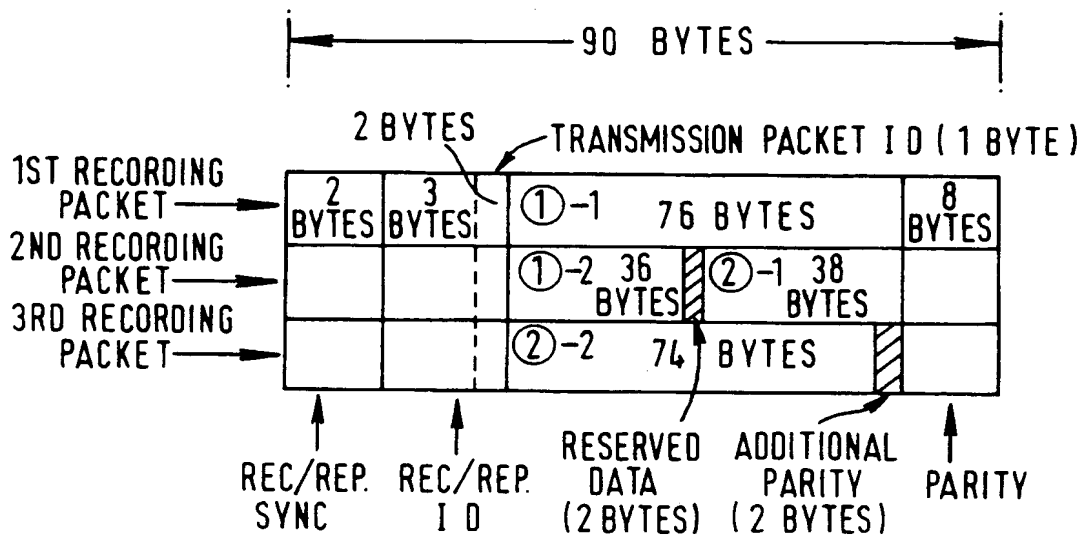 90 BYTES
2 BYTES
TRANSMISSION PACKET ID (1 BYTE)
1ST RECORDING
PACKET
2
BYTES
3
BYTES
①-1
76 BYTES
8
BYTES
2ND RECORDING
PACKET
①-2
36
BYTES
②-1
38
BYTES
3RD RECORDING
PACKET
②-2
74 BYTES
REC/REP.
SYNC
REC/REP.
ID
RESERVED
DATA
(2 BYTES)
ADDITIONAL
PARITY
(2 BYTES)
PARITY